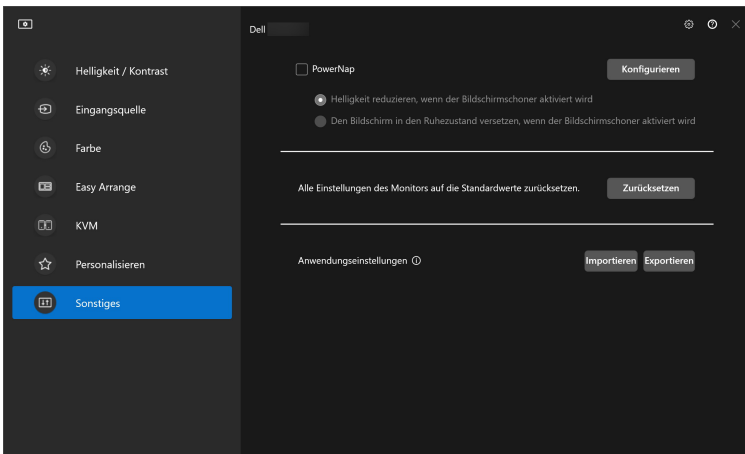 Dell
Helligkeit / Kontrast
Eingangsquelle
Farbe
Easy Arrange
KVM
Personalisieren
Sonstiges
PowerNap
Konfigurieren
Helligkeit reduzieren, wenn der Bildschirmschoner aktiviert wird
Den Bildschirm in den Ruhezustand versetzen, wenn der Bildschirmschoner aktiviert wird
Alle Einstellungen des Monitors auf die Standardwerte zurücksetzen.
Zurücksetzen
Anwendungseinstellungen
Importieren
Exportieren